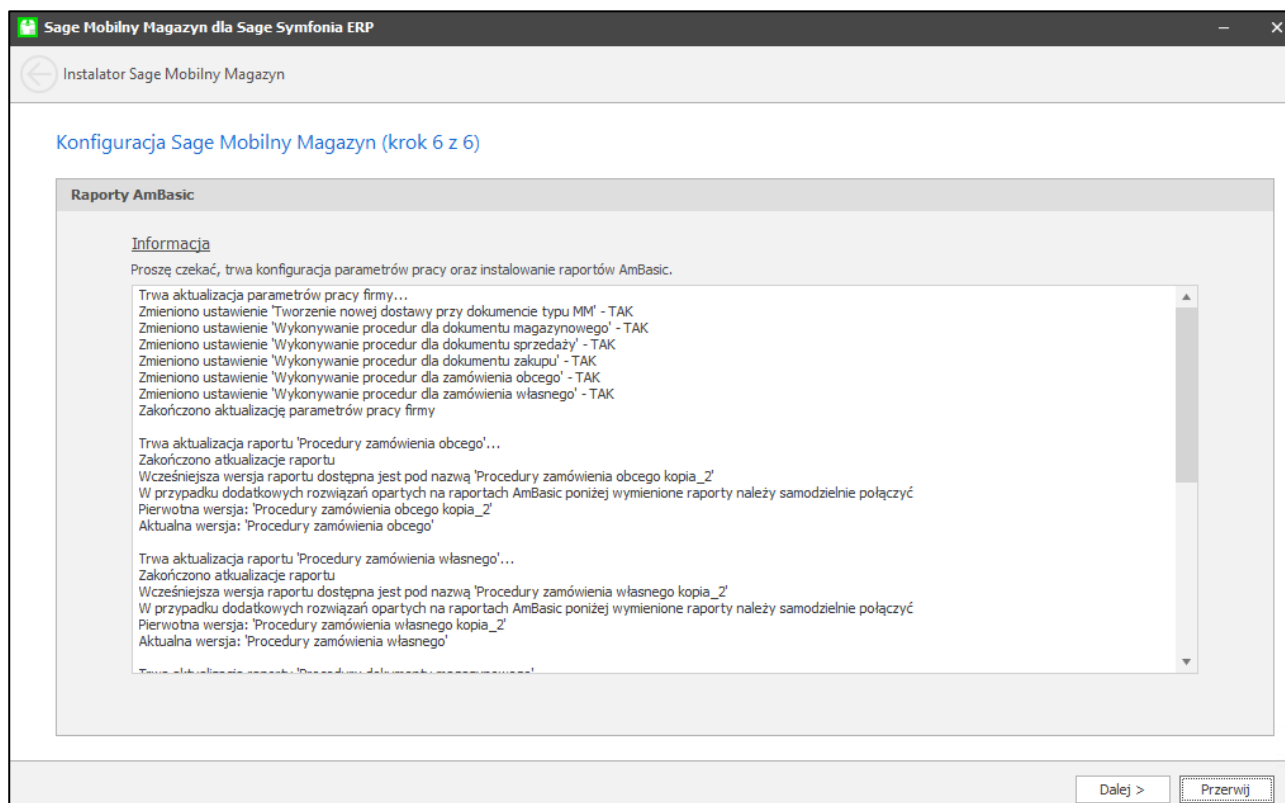 Sage Mobilny Magazyn dla Sage Symfonia ERP
Instalator Sage Mobilny Magazyn
Konfiguracja Sage Mobilny Magazyn (krok 6 z 6)
Raporty AmBasic
Informacja
Proszę czekać, trwa konfiguracja parametrów pracy oraz instalowanie raportów AmBasic.
Trwa aktualizacja parametrów pracy firmy...
Zmieniono ustawienie 'Tworzenie nowej dostawy przy dokumencie typu MM' - TAK
Zmieniono ustawienie 'Wykonywanie procedur dla dokumentu magazynowego' - TAK
Zmieniono ustawienie 'Wykonywanie procedur dla dokumentu sprzedaży' - TAK
Zmieniono ustawienie 'Wykonywanie procedur dla dokumentu zakupu' - TAK
Zmieniono ustawienie 'Wykonywanie procedur dla zamówienia obcego' - TAK
Zmieniono ustawienie 'Wykonywanie procedur dla zamówienia własnego' - TAK
Zakończono aktualizację parametrów pracy firmy
Trwa aktualizacja raportu 'Procedury zamówienia obcego'...
Zakończono atkualizacje raportu
Wcześniejsza wersja raportu dostępna jest pod nazwą 'Procedury zamówienia obcego kopia_2'
W przypadku dodatkowych rozwiązań opartych na raportach AmBasic poniżej wymienione raporty należy samodzielnie połączyć
Pierwotna wersja: 'Procedury zamówienia obcego kopia_2'
Aktualna wersja: 'Procedury zamówienia obcego'
Trwa aktualizacja raportu 'Procedury zamówienia własnego'...
Zakończono atkualizacje raportu
Wcześniejsza wersja raportu dostępna jest pod nazwą 'Procedury zamówienia własnego kopia_2'
W przypadku dodatkowych rozwiązań opartych na raportach AmBasic poniżej wymienione raporty należy samodzielnie połączyć
Pierwotna wersja: 'Procedury zamówienia własnego kopia_2'
Aktualna wersja: 'Procedury zamówienia własnego'
Dalej >
Przerwij